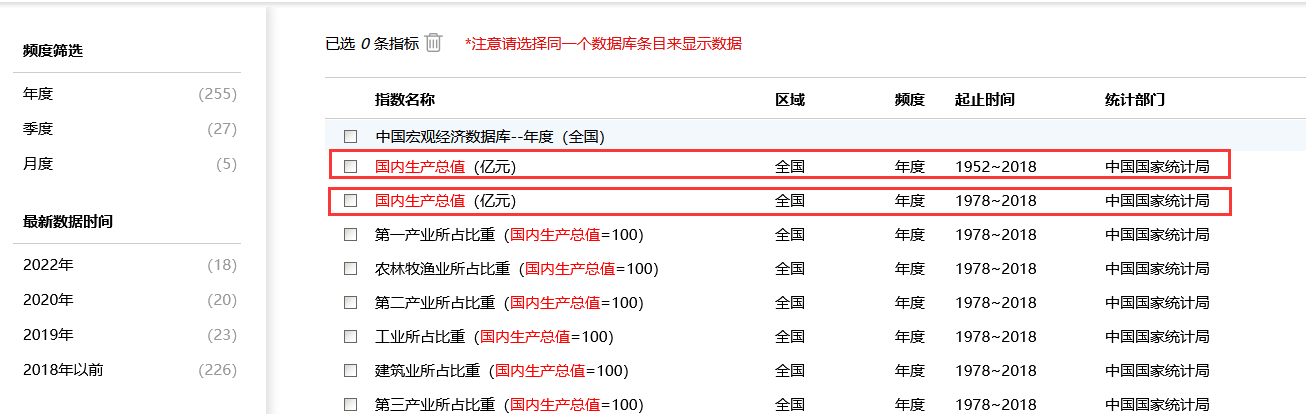 频度筛选
年度 (255)
季度 (27)
月度 (5)
最新数据时间
2022年 (18)
2020年 (20)
2019年 (23)
2018年以前 (226)
已选 0 条指标 *注意请选择同一个数据库条目来显示数据
指数名称 区域 频度 起止时间 统计部门
中国宏观经济数据库--年度（全国）
国内生产总值（亿元） 全国 年度 1952~2018 中国国家统计局
国内生产总值（亿元） 全国 年度 1978~2018 中国国家统计局
第一产业所占比重（国内生产总值=100） 全国 年度 1978~2018 中国国家统计局
农林牧渔业所占比重（国内生产总值=100） 全国 年度 1978~2018 中国国家统计局
第二产业所占比重（国内生产总值=100） 全国 年度 1978~2018 中国国家统计局
工业所占比重（国内生产总值=100） 全国 年度 1978~2018 中国国家统计局
建筑业所占比重（国内生产总值=100） 全国 年度 1978~2018 中国国家统计局
第三产业所占比重（国内生产总值=100） 全国 年度 1978~2018 中国国家统计局